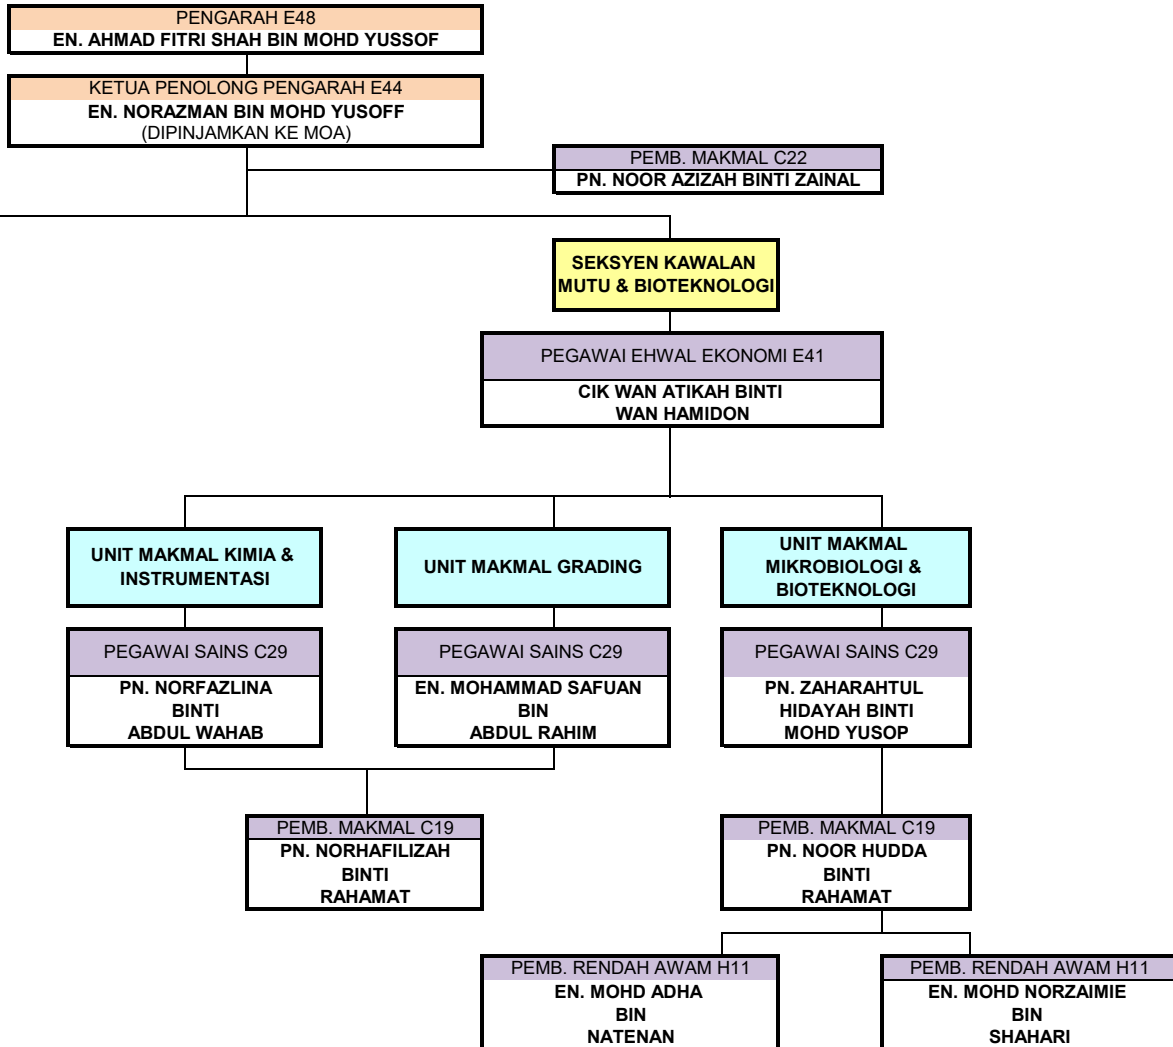 PENGARAH E48
EN. AHMAD FITRI SHAH BIN MOHD YUSSOF
KETUA PENOLONG PENGARAH E44
EN. NORAZMAN BIN MOHD YUSOFF
(DIPINJAMKAN KE MOA)
PEMB. MAKMAL C22
PN. NOOR AZIZAH BINTI ZAINAL
SEKSYEN KAWALAN
MUTU & BIOTEKNOLOGI
PEGAWAI EHWAL EKONOMI E41
CIK WAN ATIKAH BINTI
WAN HAMIDON
UNIT MAKMAL KIMIA &
INSTRUMENTASI
PEGAWAI SAINS C29
PN. NORFAZLINA
BINTI
ABDUL WAHAB
UNIT MAKMAL GRADING
PEGAWAI SAINS C29
EN. MOHAMMAD SAFUAN
BIN
ABDUL RAHIM
UNIT MAKMAL
MIKROBIOLOGI &
BIOTEKNOLOGI
PEGAWAI SAINS C29
PN. ZAHARAHTUL
HIDAYAH BINTI
MOHD YUSOP
PEMB. MAKMAL C19
PN. NORHAFILIZAH
BINTI
RAHAMAT
PEMB. MAKMAL C19
PN. NOOR HUDDA
BINTI
RAHAMAT
PEMB. RENDAH AWAM H11
EN. MOHD ADHA
BIN
NATENAN
PEMB. RENDAH AWAM H11
EN. MOHD NORZAIMIE
BIN
SHAHARI